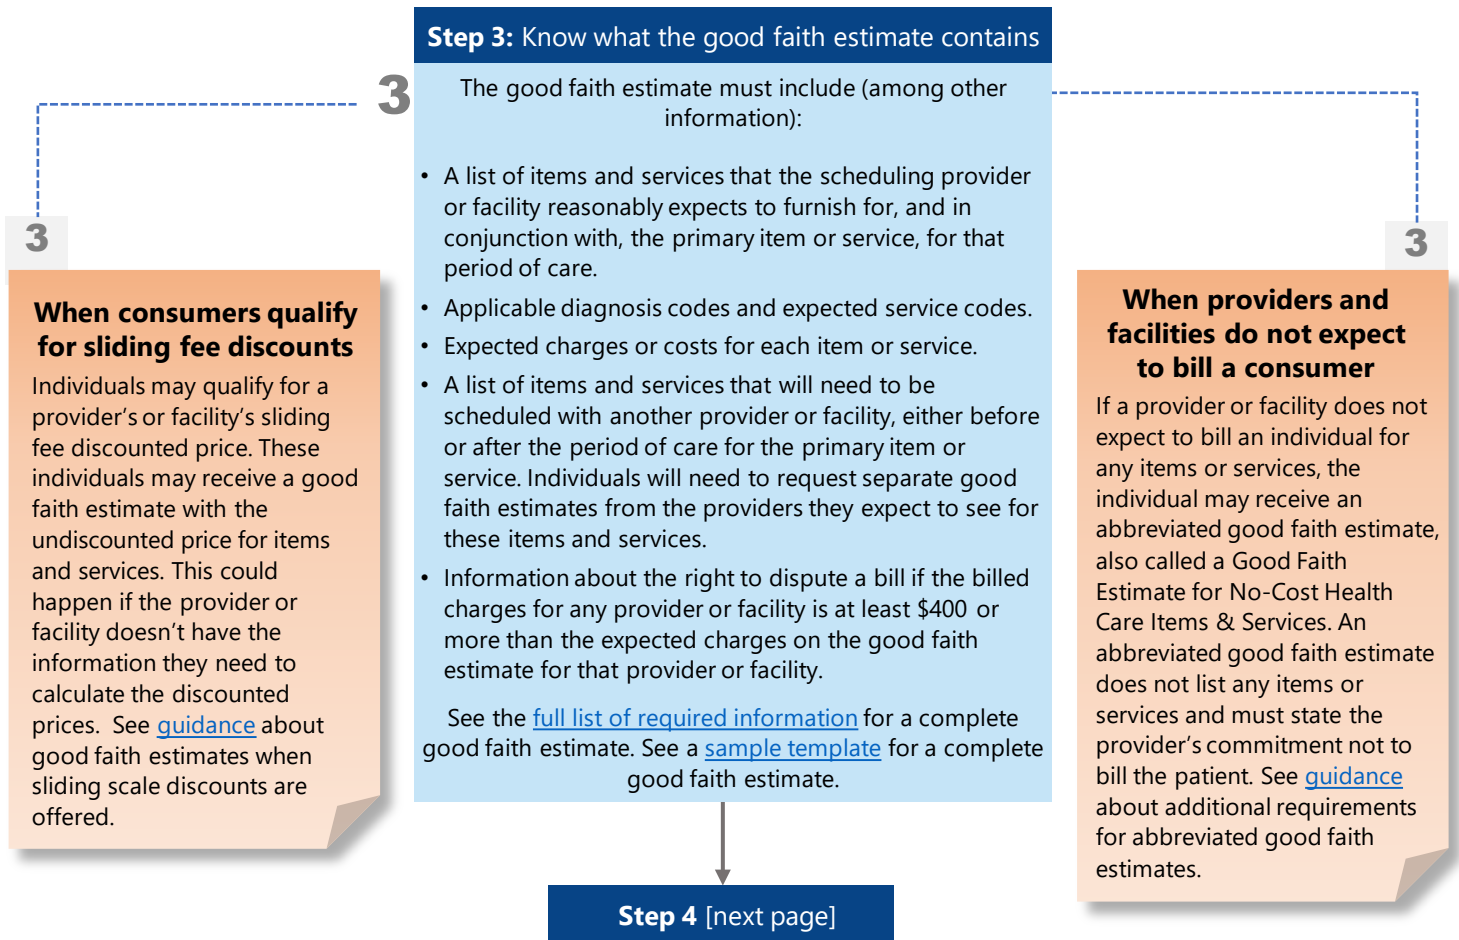 Step 3: Know what the good faith estimate contains
3
The good faith estimate must include (among other
information):
• A list of items and services that the scheduling provider
or facility reasonably expects to furnish for, and in
conjunction with, the primary item or service, for that
period of care.
• Applicable diagnosis codes and expected service codes.
• Expected charges or costs for each item or service.
• A list of items and services that will need to be
scheduled with another provider or facility, either before
or after the period of care for the primary item or
service. Individuals will need to request separate good
faith estimates from the providers they expect to see for
these items and services.
• Information about the right to dispute a bill if the billed
charges for any provider or facility is at least $400 or
more than the expected charges on the good faith
estimate for that provider or facility.
See the full list of required information for a complete
good faith estimate. See a sample template for a complete
good faith estimate.
3
When consumers qualify
for sliding fee discounts
Individuals may qualify for a
provider’s or facility’s sliding
fee discounted price. These
individuals may receive a good
faith estimate with the
undiscounted price for items
and services. This could
happen if the provider or
facility doesn’t have the
information they need to
calculate the discounted
prices. See guidance about
good faith estimates when
sliding scale discounts are
offered.
3
When providers and
facilities do not expect
to bill a consumer
If a provider or facility does not
expect to bill an individual for
any items or services, the
individual may receive an
abbreviated good faith estimate,
also called a Good Faith
Estimate for No-Cost Health
Care Items & Services. An
abbreviated good faith estimate
does not list any items or
services and must state the
provider’s commitment not to
bill the patient. See guidance
about additional requirements
for abbreviated good faith
estimates.
Step 4 [next page]